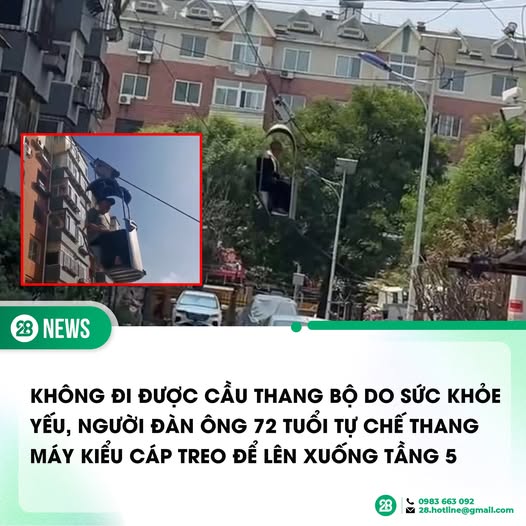 28 NEWS
KHÔNG ĐI ĐƯỢC CẦU THANG BỘ DO SỨC KHỎE
YẾU, NGƯỜI ĐÀN ÔNG 72 TUỔI TỰ CHẾ THANG
MÁY KIỂU CÁP TREO ĐỂ LÊN XUỐNG TẦNG 5
28
0983 663 092
28.hotline@gmail.com